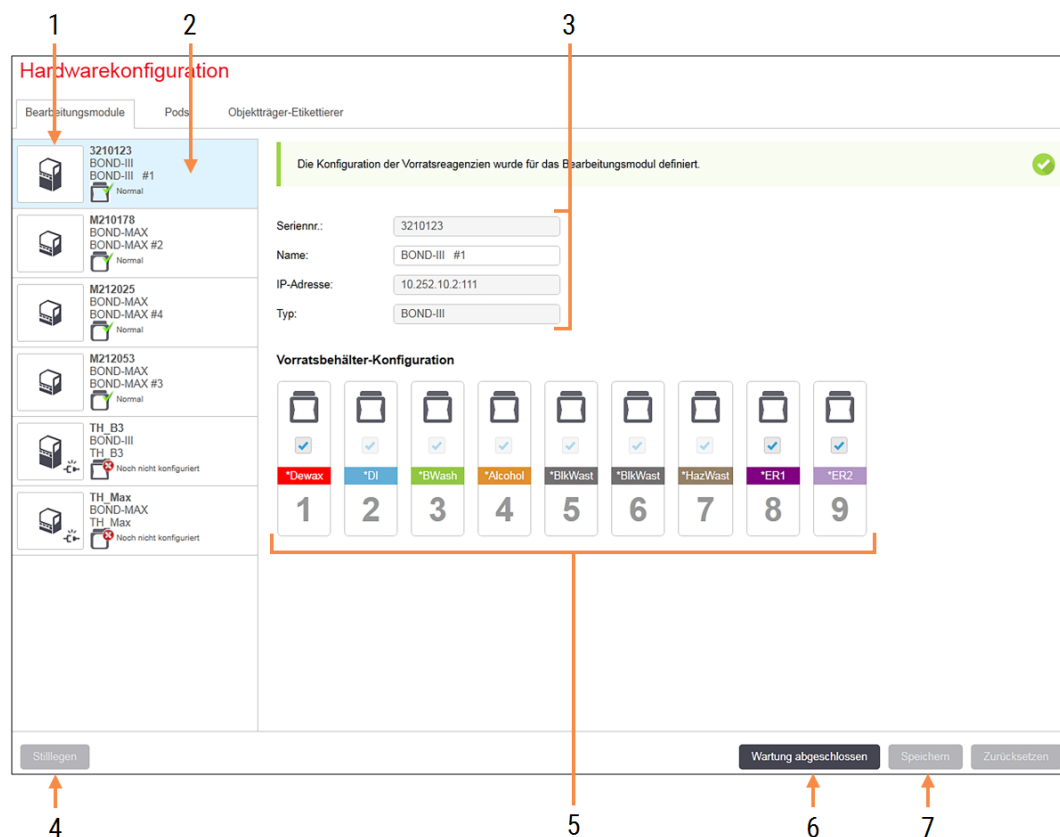 1 2 3
Hardwarekonfiguration
Bearbeitungsmodule Pods Objektträger-Etikettierer
3210123
BOND-III
BOND-III #1
Normal
M210178
BOND-MAX
BOND-MAX #2
Normal
M212025
BOND-MAX
BOND-MAX #4
Normal
M212053
BOND-MAX
BOND-MAX #3
Normal
TH_B3
BOND-III
TH_B3
Noch nicht konfiguriert
TH_Max
BOND-MAX
TH_Max
Noch nicht konfiguriert
Die Konfiguration der Vorratsreagenzien wurde für das Bearbeitungsmodul definiert.
Seriennr.: 3210123
Name: BOND-III #1
IP-Adresse: 10.252.10.2:111
Typ: BOND-III
Vorratsbehälter-Konfiguration
*Dewax *DI *BWash *Alcohol *BlkWast *BlkWast *HazWast *ER1 *ER2
1 2 3 4 5 6 7 8 9
Stilllegen Wartung abgeschlossen Speichern Zurücksetzen
4 5 6 7